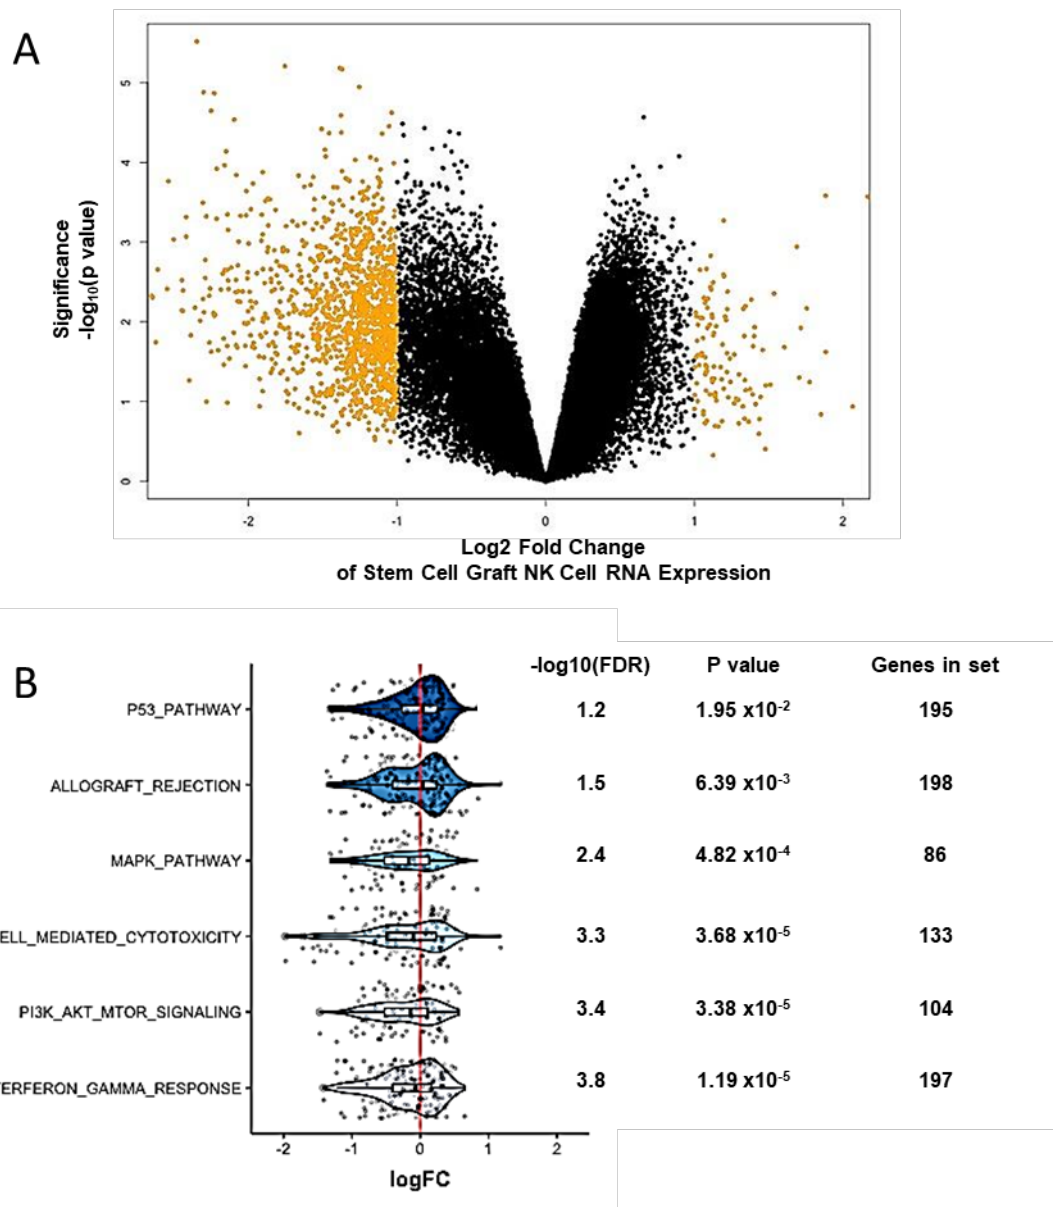 A
5
4
3
2
1
0
Significance
-log10(p value)
-2 -1 0 1 2
Log2 Fold Change
of Stem Cell Graft NK Cell RNA Expression
B
-log10(FDR) P value Genes in set
P53_PATHWAY 1.2 1.95 x10-2 195
ALLOGRAFT_REJECTION 1.5 6.39 x10-3 198
MAPK_PATHWAY 2.4 4.82 x10-4 86
ELL_MEDIATED_CYTOTOXICITY 3.3 3.68 x10-5 133
PI3K_AKT_MTOR_SIGNALING 3.4 3.38 x10-5 104
ERFERON_GAMMA_RESPONSE 3.8 1.19 x10-5 197
-2 -1 0 1 2
logFC